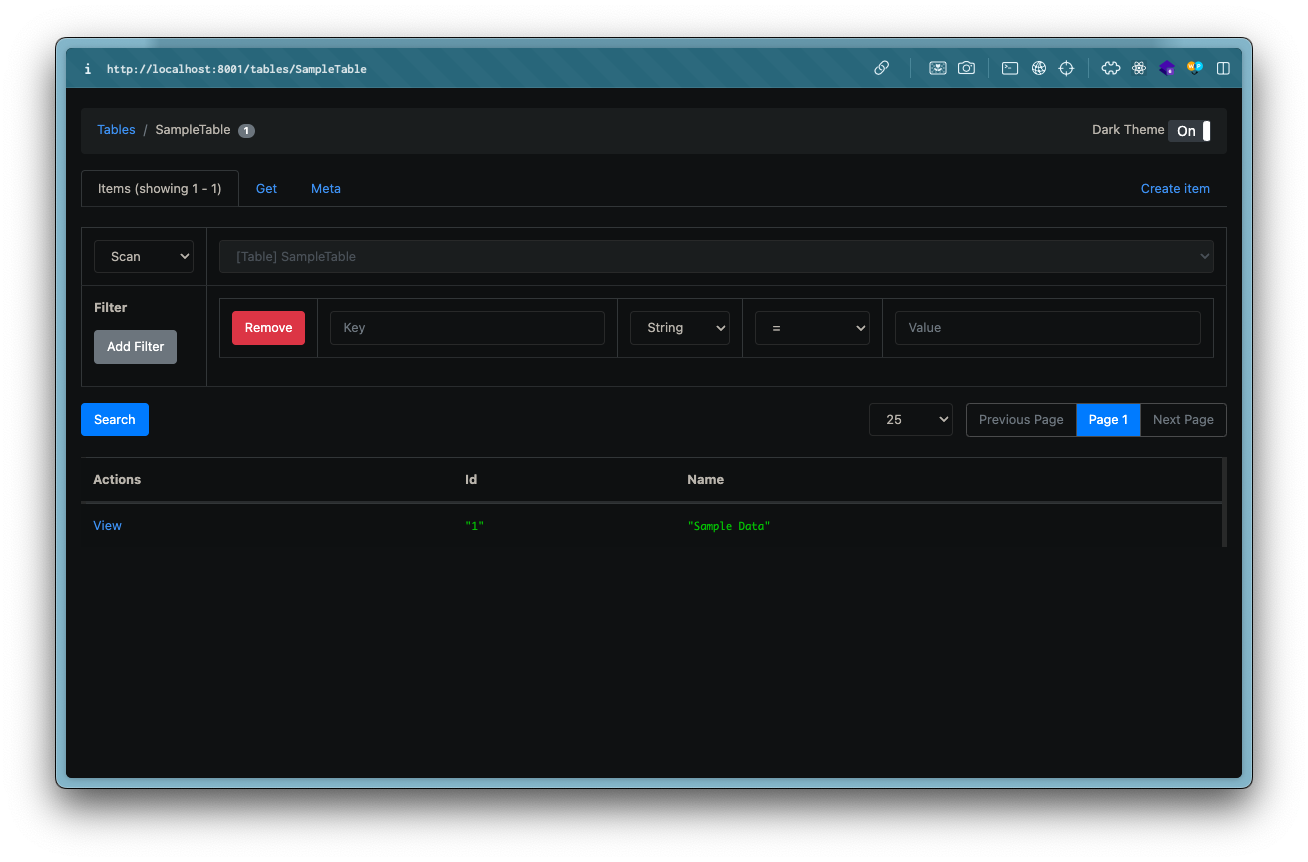 i http://localhost:8001/tables/SampleTable
Tables / SampleTable 1
Dark Theme On
Items (showing 1 - 1) Get Meta Create item
Scan [Table] SampleTable
Filter
Add Filter
Remove Key String = Value
Search 25 Previous Page Page 1 Next Page
Actions Id Name
View "1" "Sample Data"